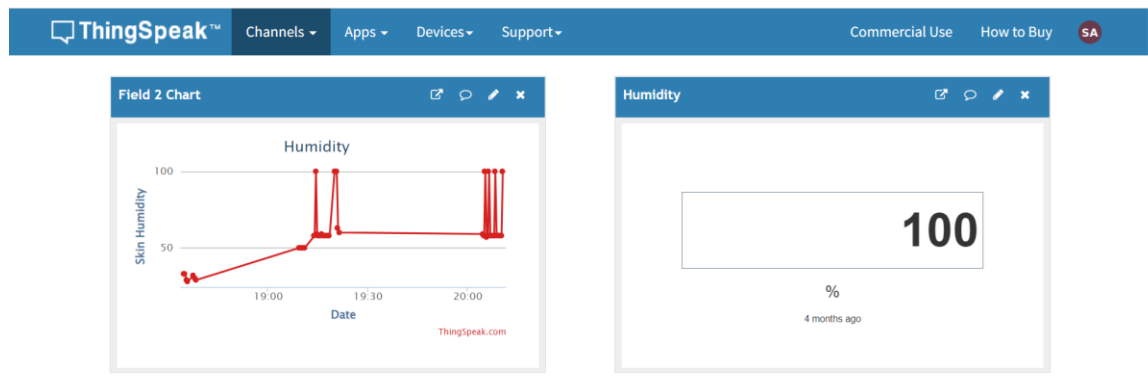 ThingSpeak™ Channels Apps Devices Support Commercial Use How to Buy SA
Field 2 Chart
Humidity
100
50
Skin Humidity
19:00 19:30 20:00
Date
ThingSpeak.com
Humidity
100
%
4 months ago